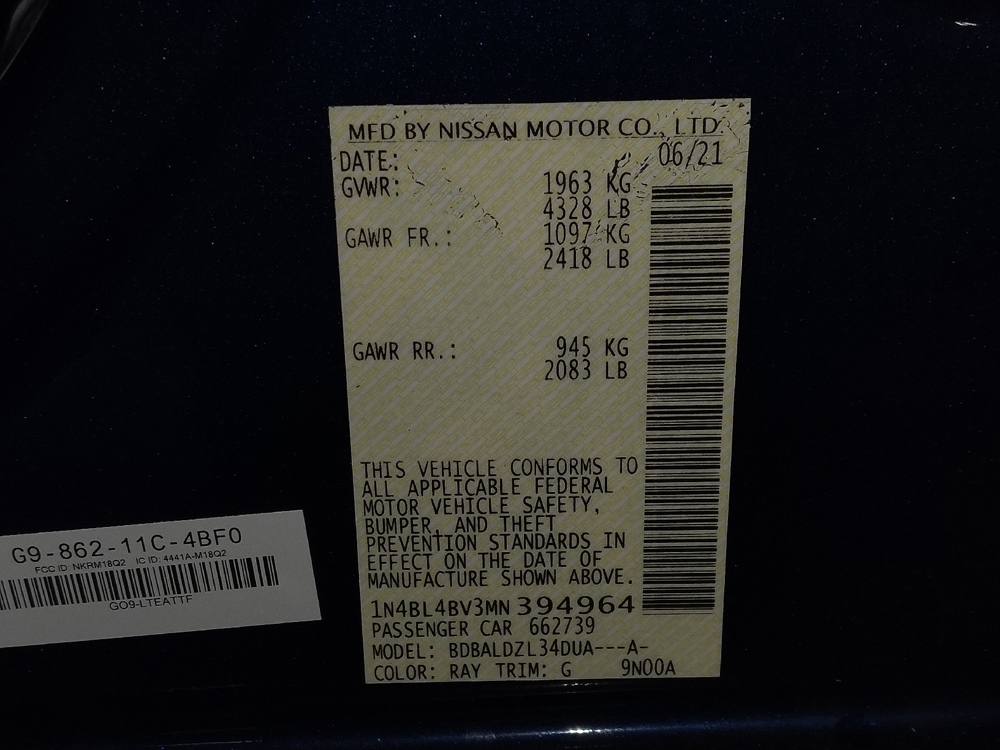 MFD BY NISSAN MOTOR CO., LTD.
DATE: 06/21
GVWR: 1963 KG
4328 LB
GAWR FR.: 1097 KG
2418 LB
GAWR RR.: 945 KG
2083 LB
THIS VEHICLE CONFORMS TO
ALL APPLICABLE FEDERAL
MOTOR VEHICLE SAFETY,
BUMPER, AND THEFT
PREVENTION STANDARDS IN
EFFECT ON THE DATE OF
MANUFACTURE SHOWN ABOVE.
1N4BL4BV3MN394964
PASSENGER CAR 662739
MODEL: BDBALDZL34DUA---A-
COLOR: RAY TRIM: G 9N00A
G9-862-11C-4BF0
FCC ID: NKRM18Q2 IC ID: 4441A-M18Q2
GO9-LTEATTF